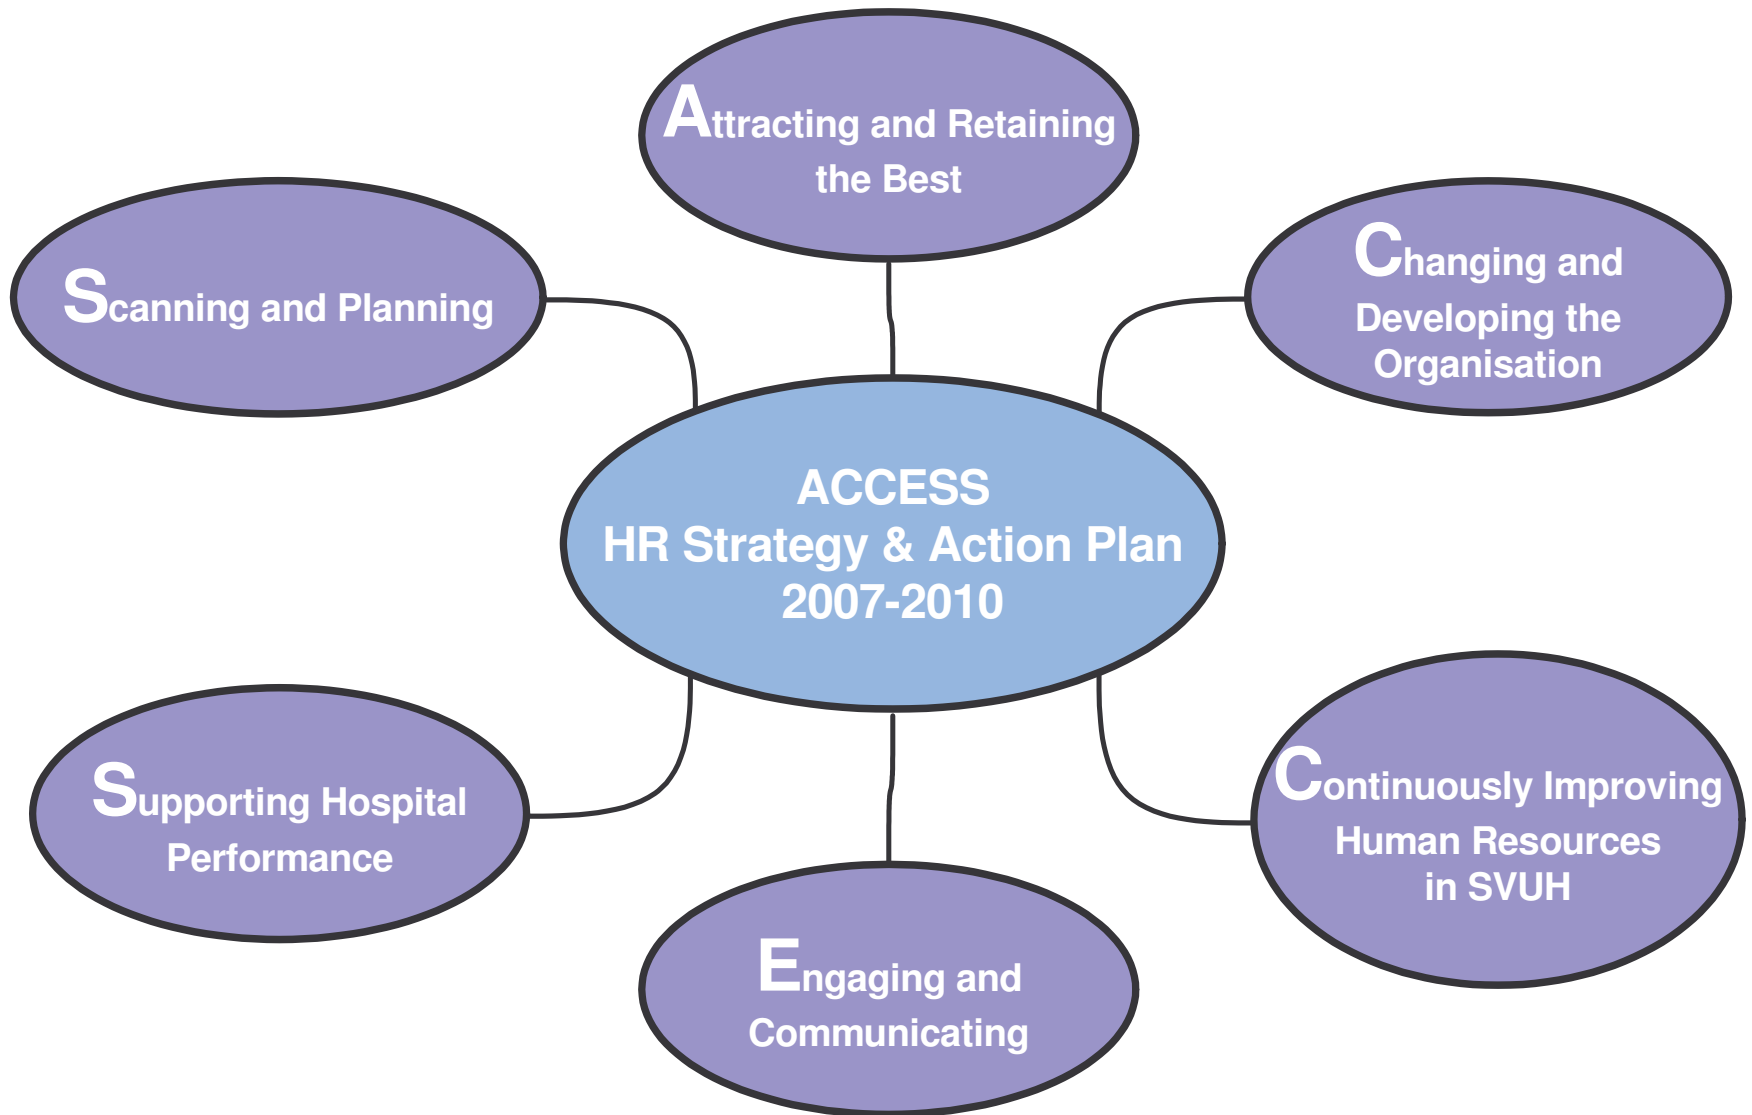 Attracting and Retaining
the Best
Changing and
Developing the
Organisation
Continuously Improving
Human Resources
in SVUH
Engaging and
Communicating
Supporting Hospital
Performance
Scanning and Planning
ACCESS
HR Strategy & Action Plan
2007-2010